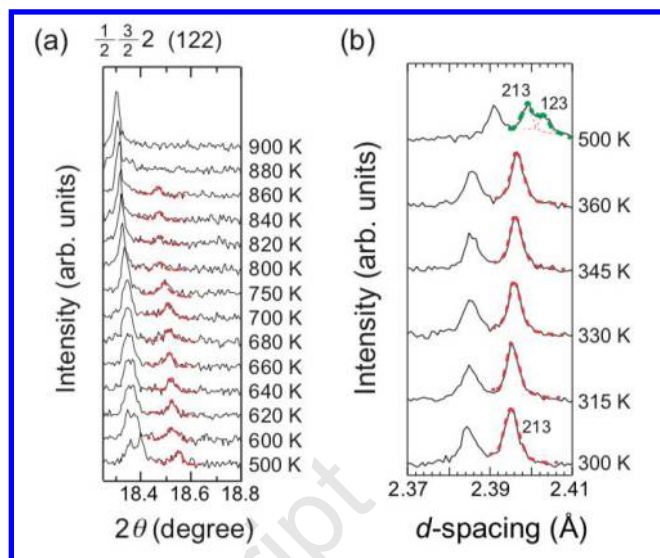 (a) 1/2 3/2 2 (122)
Intensity (arb. units)
900 K
880 K
860 K
840 K
820 K
800 K
750 K
700 K
680 K
660 K
640 K
620 K
600 K
500 K
18.4 18.6 18.8
2θ (degree)
(b)
Intensity (arb. units)
213
123
500 K
360 K
345 K
330 K
315 K
213
300 K
2.37 2.39 2.41
d-spacing (Å)
ript